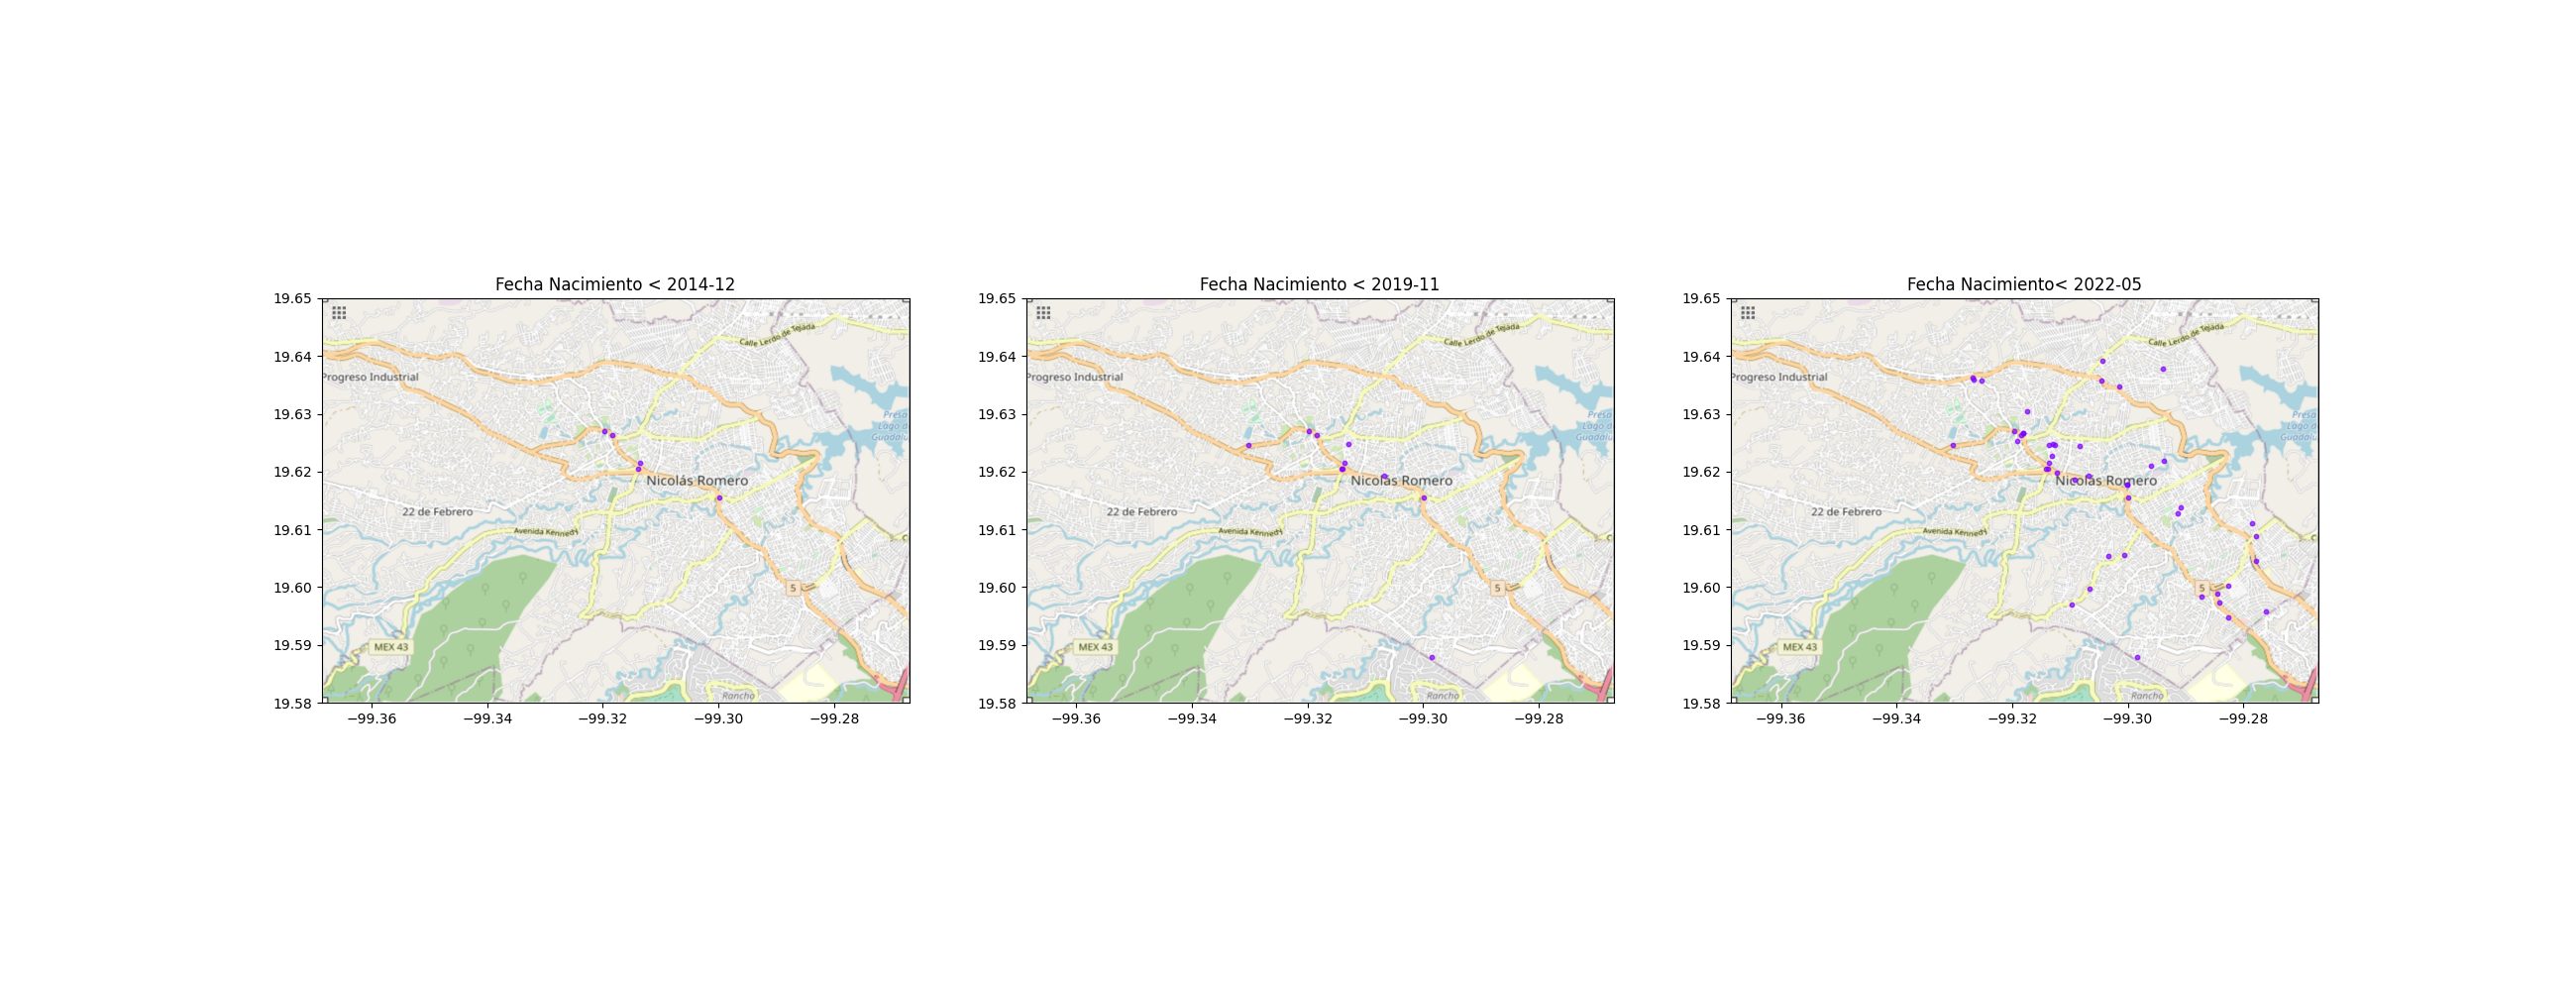 Fecha Nacimiento < 2014-12
19.65
19.64
19.63
19.62
19.61
19.60
19.59
19.58
−99.36
−99.34
−99.32
−99.30
−99.28
Calle Lerdo de Tejada
Progreso Industrial
Presa
Lago de
Guadalu
Nicolás Romero
22 de Febrero
Avenida Kennedy
5
MEX 43
Rancho
Fecha Nacimiento < 2019-11
19.65
19.64
19.63
19.62
19.61
19.60
19.59
19.58
−99.36
−99.34
−99.32
−99.30
−99.28
Calle Lerdo de Tejada
Progreso Industrial
Presa
Lago de
Guadalu
Nicolás Romero
22 de Febrero
Avenida Kennedy
5
MEX 43
Rancho
Fecha Nacimiento< 2022-05
19.65
19.64
19.63
19.62
19.61
19.60
19.59
19.58
−99.36
−99.34
−99.32
−99.30
−99.28
Calle Lerdo de Tejada
Progreso Industrial
Presa
Lago de
Guadalu
Nicolás Romero
22 de Febrero
Avenida Kennedy
5
MEX 43
Rancho